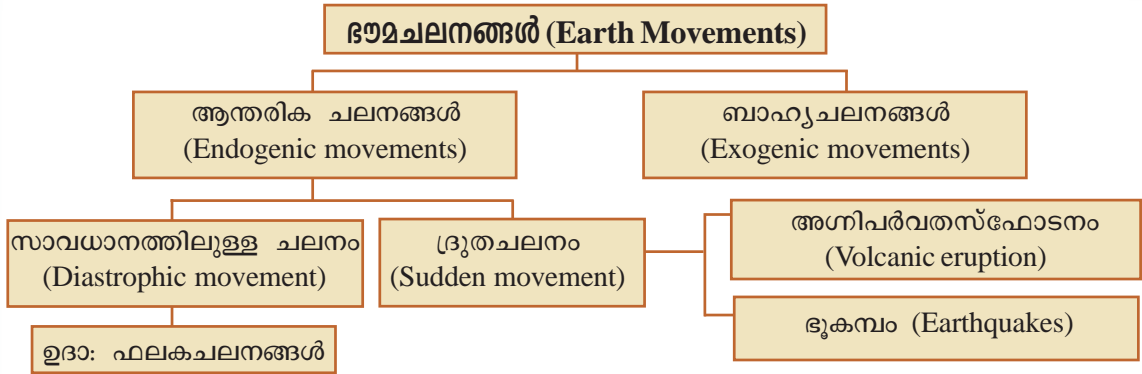 ഭൗമചലനങ്ങൾ (Earth Movements)
ആന്തരിക ചലനങ്ങൾ
(Endogenic movements)
ബാഹ്യചലനങ്ങൾ
(Exogenic movements)
സാവധാനത്തിലുള്ള ചലനം
(Diastrophic movement)
ദ്രുതചലനം
(Sudden movement)
അഗ്നിപർവതസ്ഫോടനം
(Volcanic eruption)
ഭൂകമ്പം (Earthquakes)
ഉദാ: ഫലകചലനങ്ങൾ